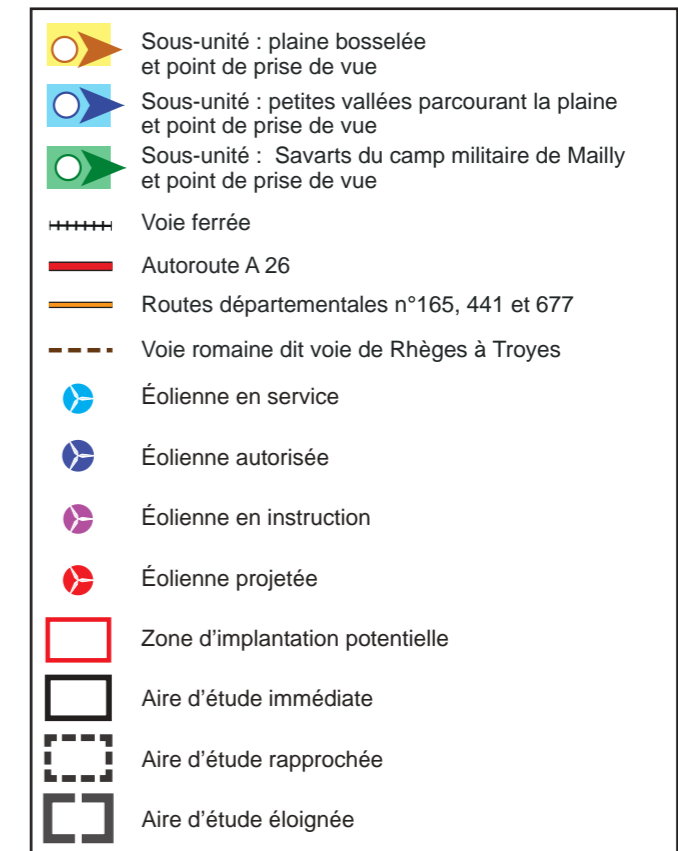 Sous-unité : plaine bosselée
et point de prise de vue
Sous-unité : petites vallées parcourant la plaine
et point de prise de vue
Sous-unité : Savarts du camp militaire de Mailly
et point de prise de vue
Voie ferrée
Autoroute A 26
Routes départementales n°165, 441 et 677
Voie romaine dit voie de Rhèges à Troyes
Éolienne en service
Éolienne autorisée
Éolienne en instruction
Éolienne projetée
Zone d'implantation potentielle
Aire d'étude immédiate
Aire d'étude rapprochée
Aire d'étude éloignée